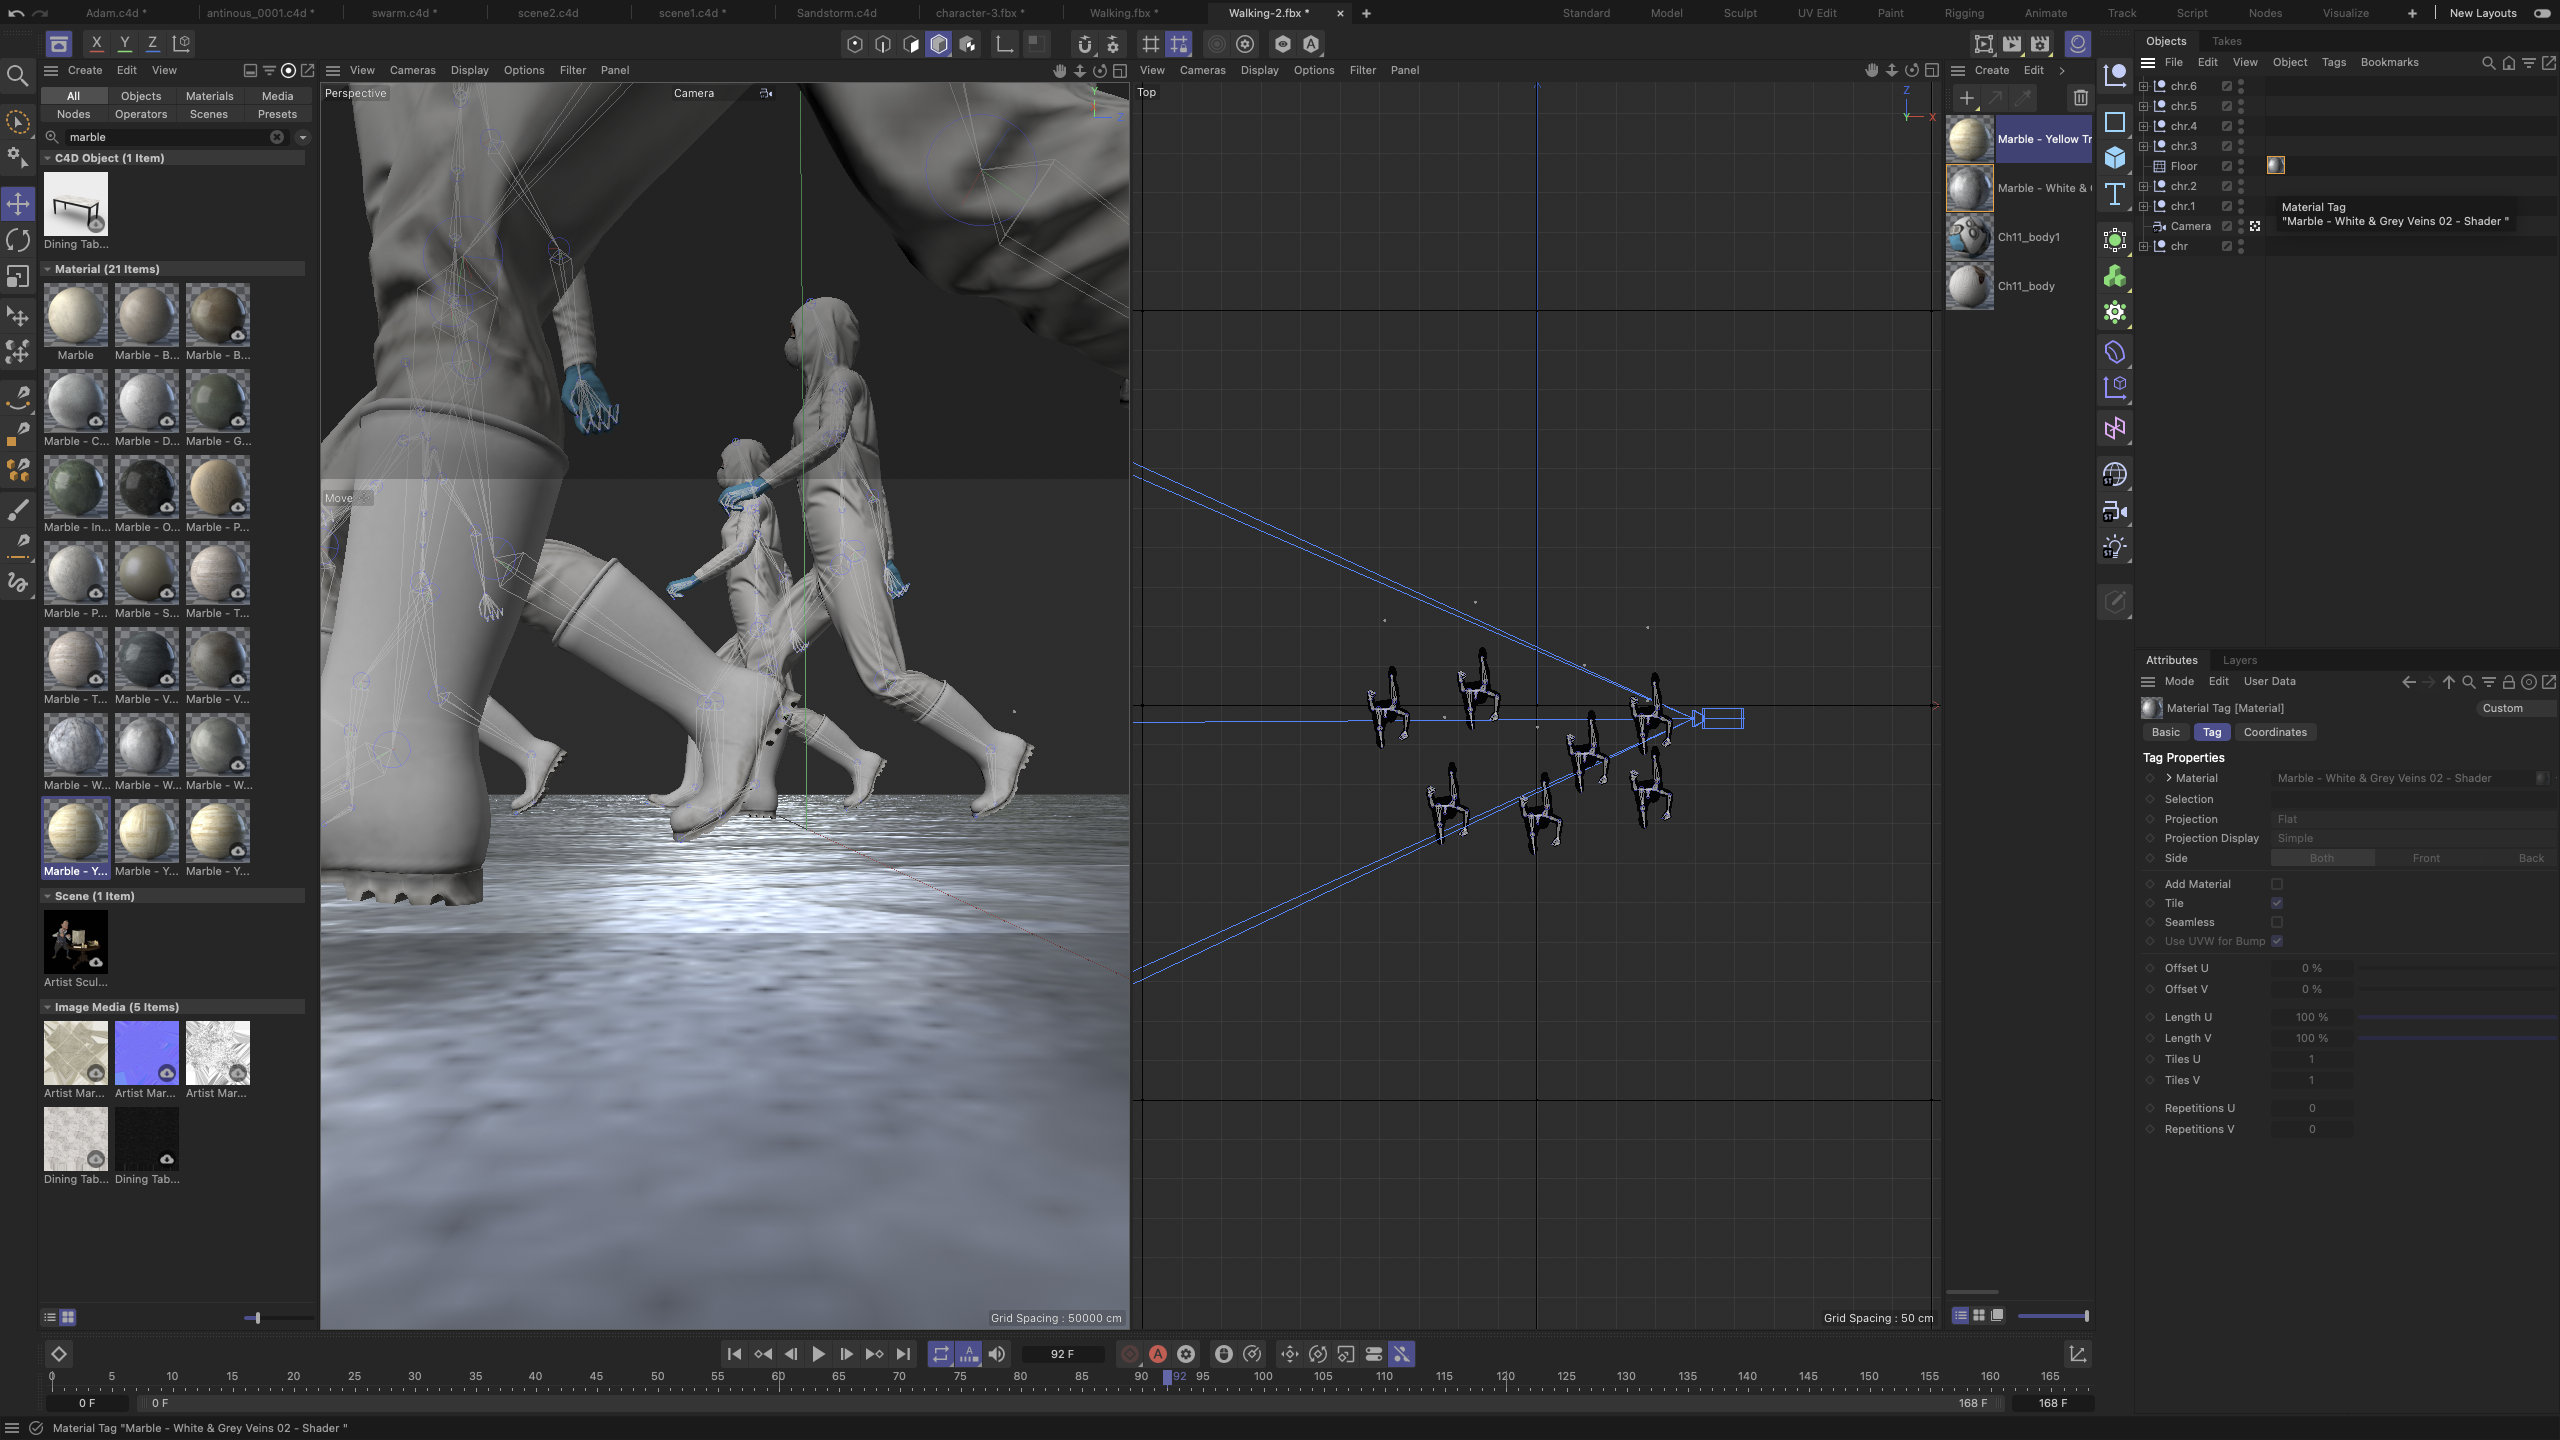 Adam.c4d *
antinous_0001.c4d *
swarm.c4d *
scene2.c4d
scene1.c4d *
Sandstorm.c4d
character-3.fbx *
Walking.fbx *
Walking-2.fbx *
Standard
Model
Sculpt
UV Edit
Paint
Rigging
Animate
Track
Script
Nodes
Visualize
New Layouts
X
Y
Z
Create
Edit
View
All
Objects
Materials
Media
Nodes
Operators
Scenes
Presets
marble
C4D Object (1 Item)
Dining Tab...
Material (21 Items)
Marble
Marble - B...
Marble - B...
Marble - C...
Marble - D...
Marble - G...
Marble - In...
Marble - O...
Marble - P...
Marble - P...
Marble - S...
Marble - T...
Marble - T...
Marble - V...
Marble - V...
Marble - W...
Marble - W...
Marble - W...
Marble - Y...
Marble - Y...
Marble - Y...
Scene (1 Item)
Artist Scul...
Image Media (5 Items)
Artist Mar...
Artist Mar...
Artist Mar...
Dining Tab...
Dining Tab...
View
Cameras
Display
Options
Filter
Panel
Perspective
Camera
Y
Z
Move
Grid Spacing : 50000 cm
View
Cameras
Display
Options
Filter
Panel
Top
Z
Y
X
Grid Spacing : 50 cm
Create
Edit
Marble - Yellow Tr
Marble - White &
Ch11_body1
Ch11_body
Objects
Takes
File
Edit
View
Object
Tags
Bookmarks
chr.6
chr.5
chr.4
chr.3
Floor
chr.2
chr.1
Camera
chr
Material Tag
"Marble - White & Grey Veins 02 - Shader "
Attributes
Layers
Mode
Edit
User Data
Material Tag [Material]
Custom
Basic
Tag
Coordinates
Tag Properties
Material
Marble - White & Grey Veins 02 - Shader
Selection
Projection
Flat
Projection Display
Simple
Side
Both
Front
Back
Add Material
Tile
Seamless
Use UVW for Bump
Offset U
0 %
Offset V
0 %
Length U
100 %
Length V
100 %
Tiles U
1
Tiles V
1
Repetitions U
0
Repetitions V
0
92 F
0
5
10
15
20
25
30
35
40
45
50
55
60
65
70
75
80
85
90
92
95
100
105
110
115
120
125
130
135
140
145
150
155
160
165
0 F
0 F
168 F
168 F
Material Tag "Marble - White & Grey Veins 02 - Shader "